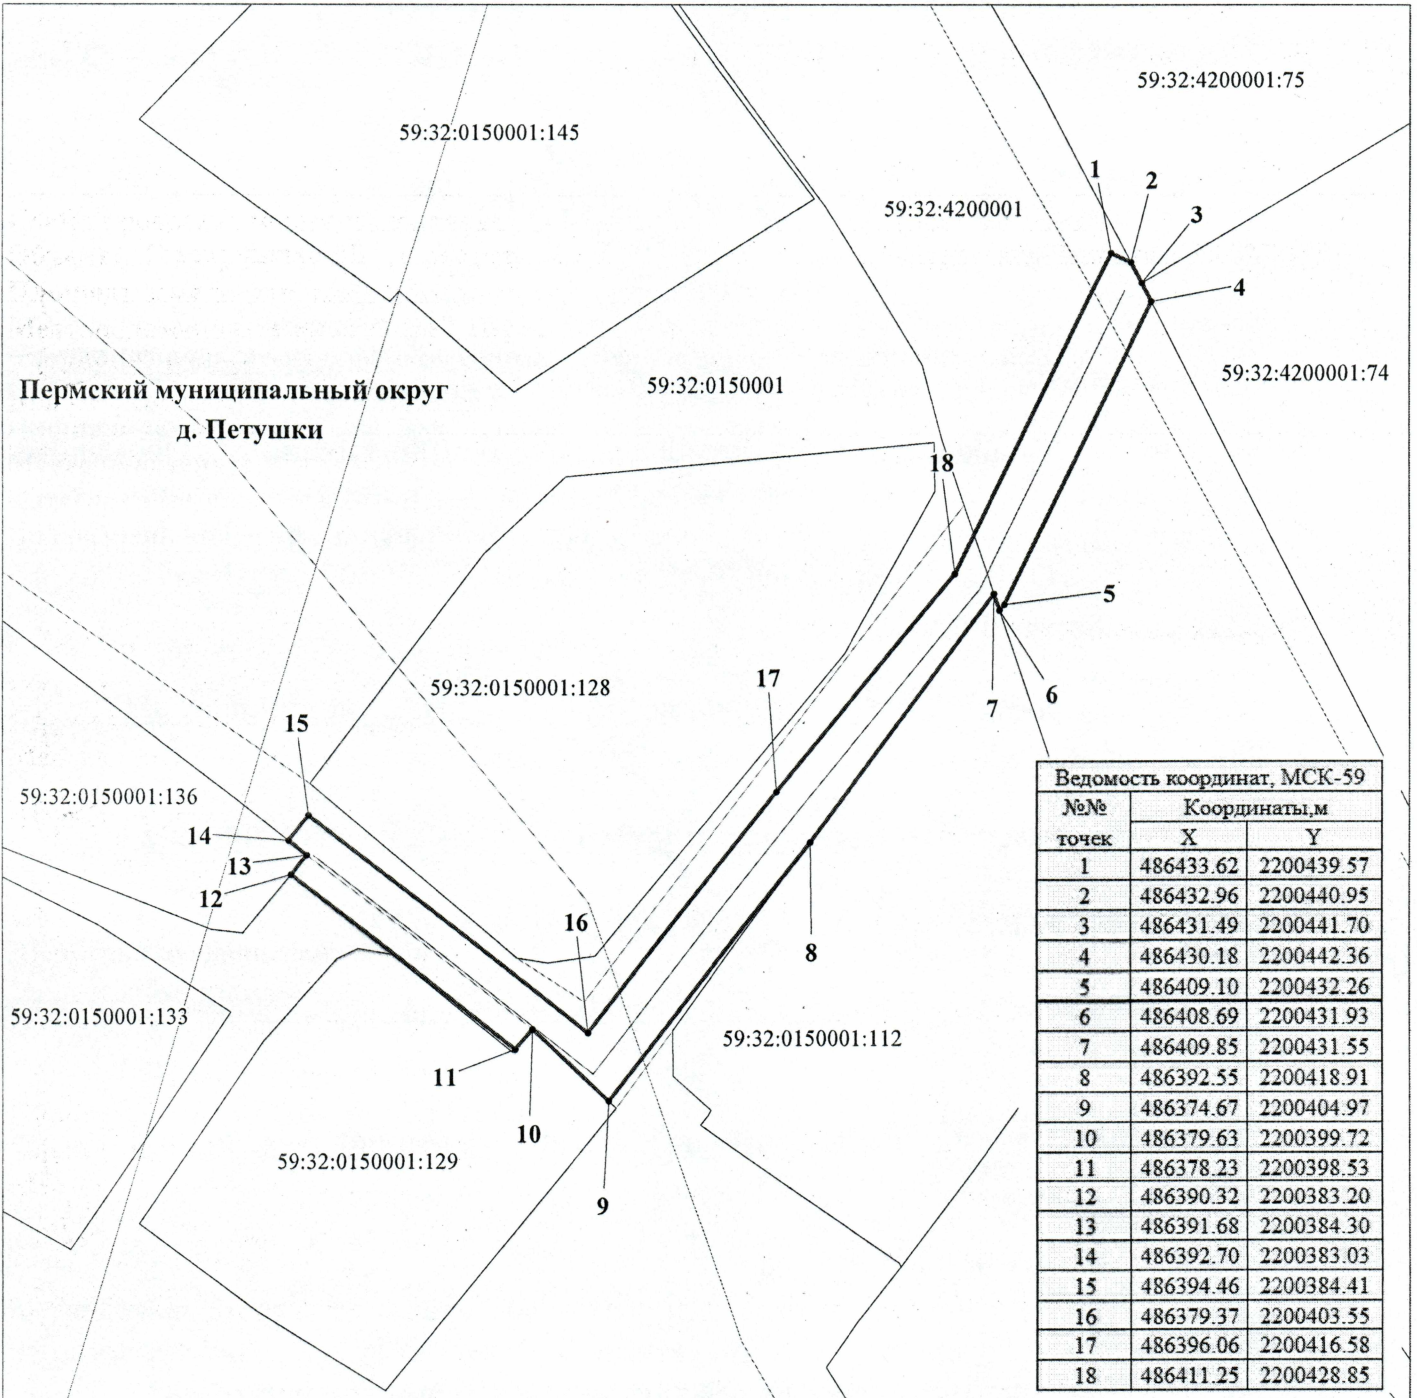 59:32:4200001:75
59:32:0150001:145
1
2
59:32:4200001
3
4
59:32:4200001:74
59:32:0150001
Пермский муниципальный округ
д. Петушки
18
5
17
59:32:0150001:128
6
7
15
59:32:0150001:136
14
13
12
16
8
59:32:0150001:133
59:32:0150001:112
11
10
59:32:0150001:129
9
Ведомость координат, МСК-59
№№ точек Координаты,м
X Y
1 486433.62 2200439.57
2 486432.96 2200440.95
3 486431.49 2200441.70
4 486430.18 2200442.36
5 486409.10 2200432.26
6 486408.69 2200431.93
7 486409.85 2200431.55
8 486392.55 2200418.91
9 486374.67 2200404.97
10 486379.63 2200399.72
11 486378.23 2200398.53
12 486390.32 2200383.20
13 486391.68 2200384.30
14 486392.70 2200383.03
15 486394.46 2200384.41
16 486379.37 2200403.55
17 486396.06 2200416.58
18 486411.25 2200428.85